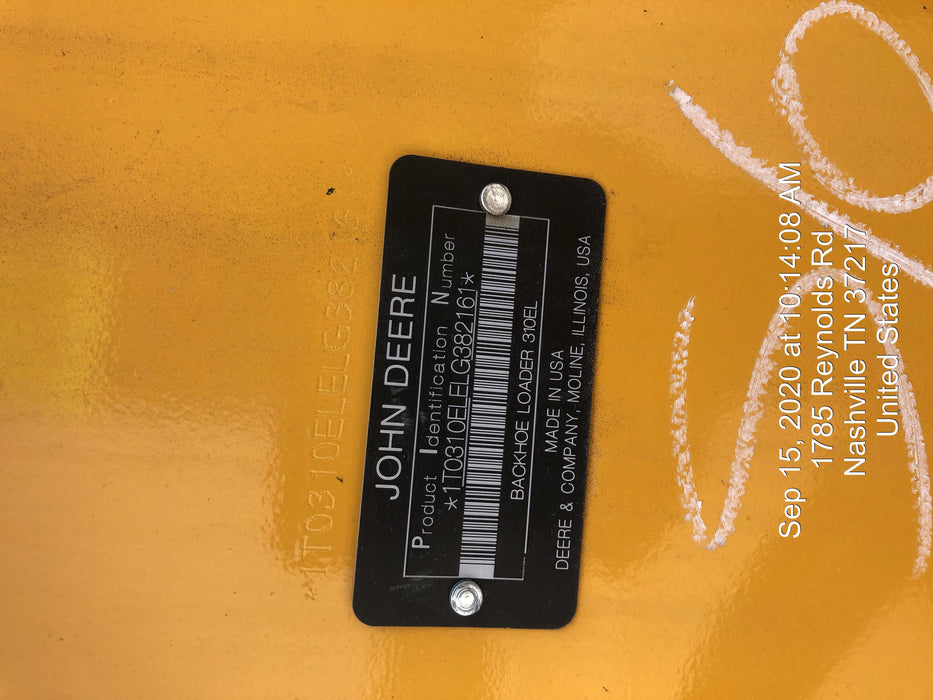 JOHN DEERE
Product Identification Number
*1T0310ELELG382161*
BACKHOE LOADER 310EL
MADE IN USA
DEERE & COMPANY, MOLINE, ILLINOIS, USA
Sep 15, 2020 at 10:14:08 AM
1785 Reynolds Rd
Nashville TN 37217
United States